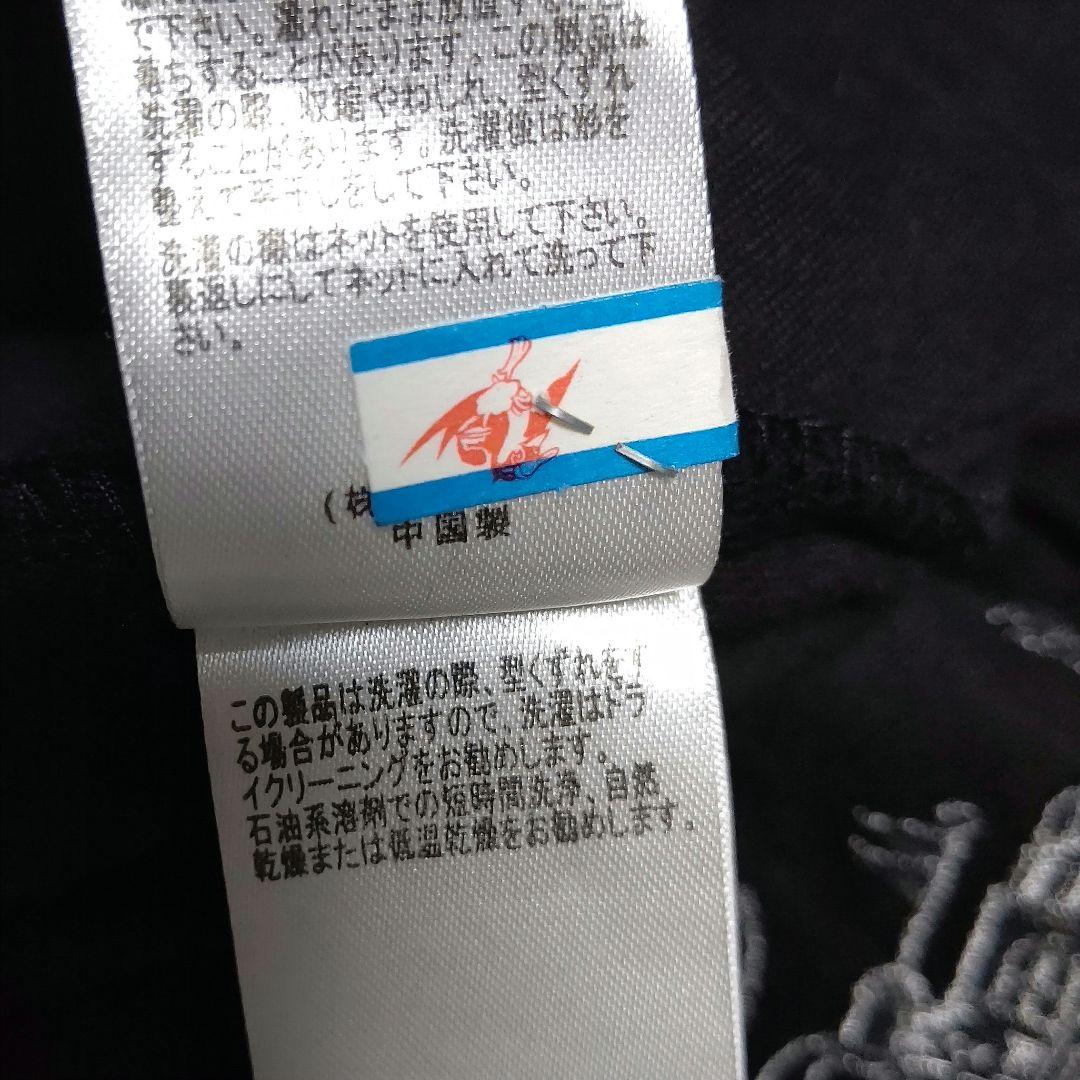 で下さい。濡れたまま放置すると色
落ちすることがあります。この製品は
洗濯の際、収縮やねじれ、型くずれ
することがあります。洗濯後は形を
整えて平干しをして下さい。
洗濯の際はネットを使用して下さい。
裏返しにしてネットに入れて洗って下
さい。
(株
中国製
この製品は洗濯の際、型くずれをす
る場合がありますので、洗濯はドラ
イクリーニングをお勧めします。
石油系溶剤での短時間洗浄、自然
乾燥または低温乾燥をお勧めします。